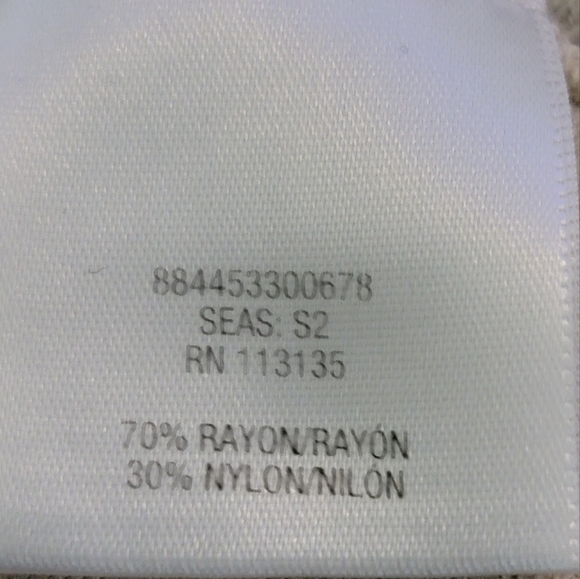 884453300678
SEAS: S2
RN 113135
70% RAYON/RAYÓN
30% NYLON/NILÓN